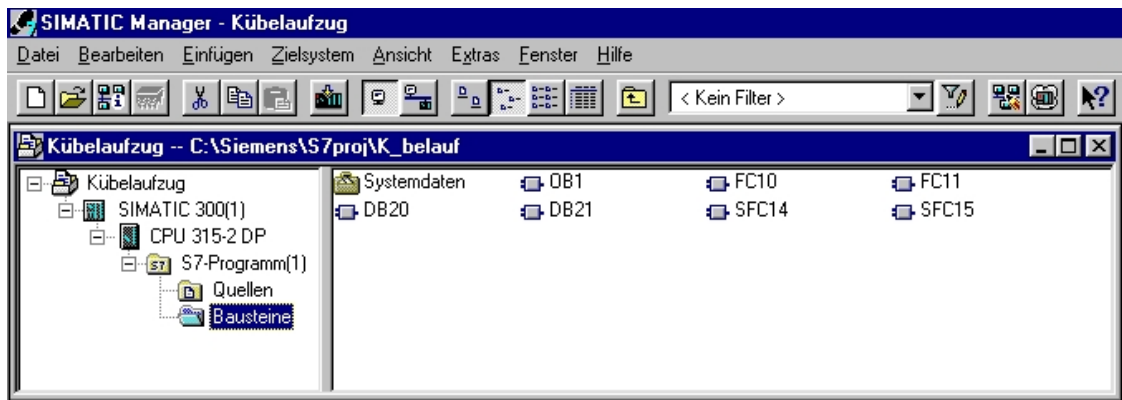 SIMATIC Manager - Kübelaufzug
Datei Bearbeiten Einfügen Zielsystem Ansicht Extras Fenster Hilfe
< Kein Filter >
Kübelaufzug -- C:\Siemens\S7proj\K_belauf
Kübelaufzug
SIMATIC 300(1)
CPU 315-2 DP
S7-Programm(1)
Quellen
Bausteine
Systemdaten OB1 FC10 FC11
DB20 DB21 SFC14 SFC15